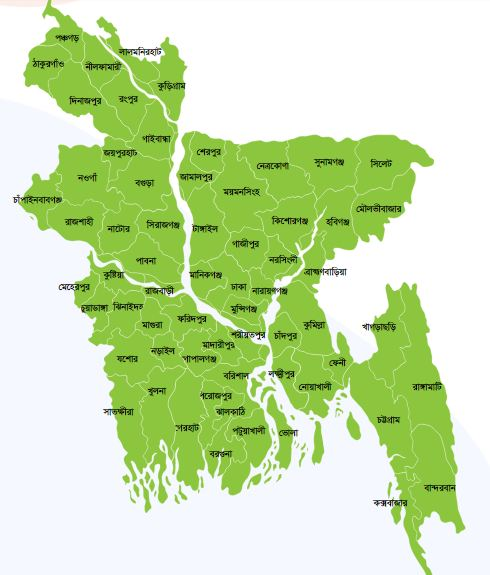 পঞ্চগড়
লালমনিরহাট
ঠাকুরগাঁও
নীলফামারী
কুড়িগ্রাম
দিনাজপুর
রংপুর
গাইবান্ধা
জয়পুরহাট
শেরপুর
নেত্রকোণা
সুনামগঞ্জ
সিলেট
নওগাঁ
বগুড়া
জামালপুর
ময়মনসিংহ
চাঁপাইনবাবগঞ্জ
মৌলভীবাজার
রাজশাহী
নাটোর
সিরাজগঞ্জ
টাঙ্গাইল
কিশোরগঞ্জ
হবিগঞ্জ
গাজীপুর
পাবনা
নরসিংদী
কুষ্টিয়া
মানিকগঞ্জ
ব্রাহ্মণবাড়িয়া
মেহেরপুর
রাজবাড়ী
ঢাকা
নারায়ণগঞ্জ
চুয়াডাঙ্গা
ঝিনাইদহ
মুন্সিগঞ্জ
মাগুরা
ফরিদপুর
কুমিল্লা
খাগড়াছড়ি
শরীয়তপুর
চাঁদপুর
মাদারীপুর
যশোর
নড়াইল
গোপালগঞ্জ
ফেনী
বরিশাল
লক্ষ্মীপুর
নোয়াখালী
রাঙ্গামাটি
খুলনা
পিরোজপুর
সাতক্ষীরা
ঝালকাঠি
চট্টগ্রাম
গেরহাট
পটুয়াখালী
ভোলা
বরগুনা
বান্দরবান
কক্সবাজার